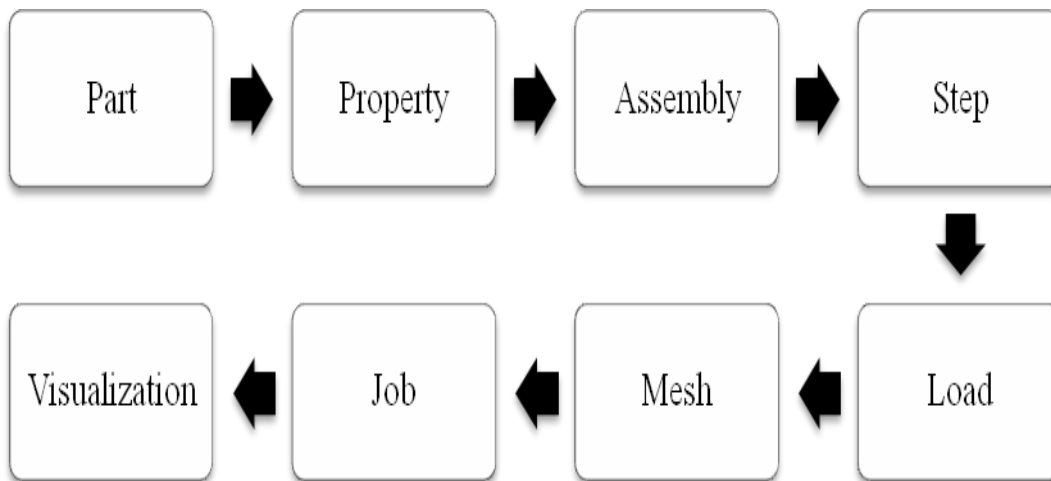 Part
Property
Assembly
Step
Load
Mesh
Job
Visualization